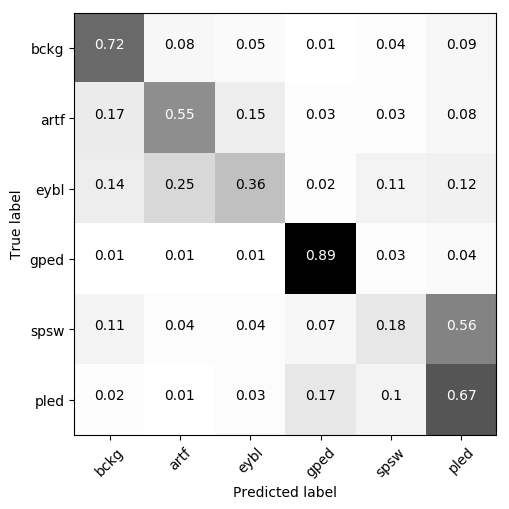 True label
bckg 0.72 0.08 0.05 0.01 0.04 0.09
artf 0.17 0.55 0.15 0.03 0.03 0.08
eybl 0.14 0.25 0.36 0.02 0.11 0.12
gped 0.01 0.01 0.01 0.89 0.03 0.04
spsw 0.11 0.04 0.04 0.07 0.18 0.56
pled 0.02 0.01 0.03 0.17 0.1 0.67
bckg artf eybl gped spsw pled
Predicted label